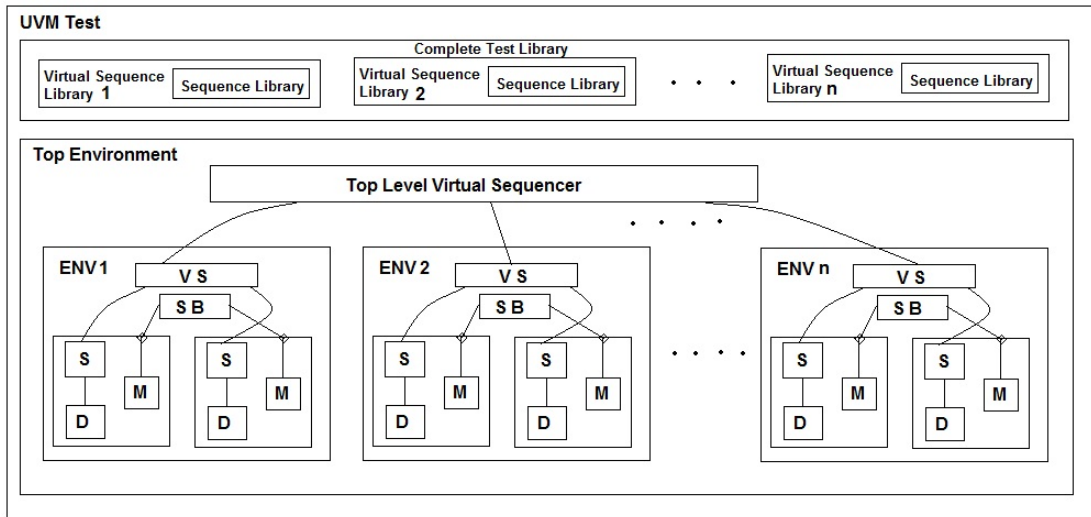 UVM Test
Complete Test Library
Virtual Sequence
Library 1
Sequence Library
Virtual Sequence
Library 2
Sequence Library
Virtual Sequence
Library n
Sequence Library
Top Environment
Top Level Virtual Sequencer
ENV 1
V S
S B
S
M
D
S
M
D
ENV 2
V S
S B
S
M
D
S
M
D
ENV n
V S
S B
S
M
D
S
M
D